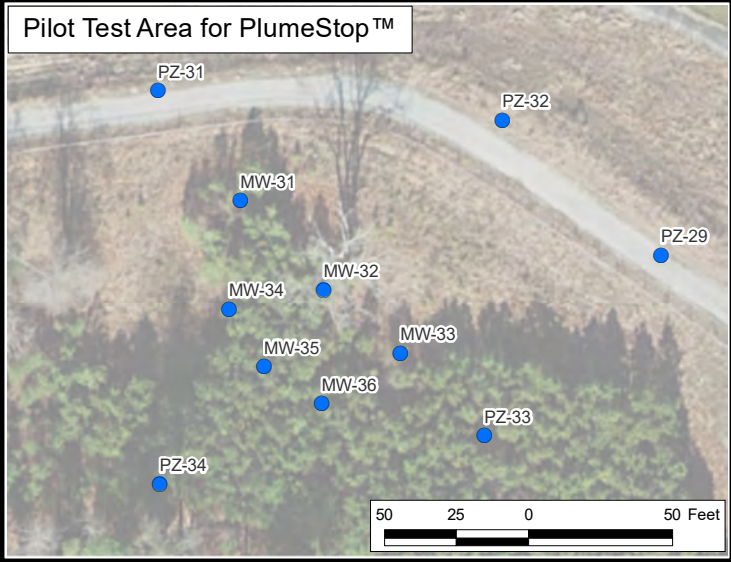 Pilot Test Area for PlumeStop™
PZ-31
PZ-32
MW-31
PZ-29
MW-32
MW-34
MW-33
MW-35
MW-36
PZ-33
PZ-34
50 25 0 50 Feet